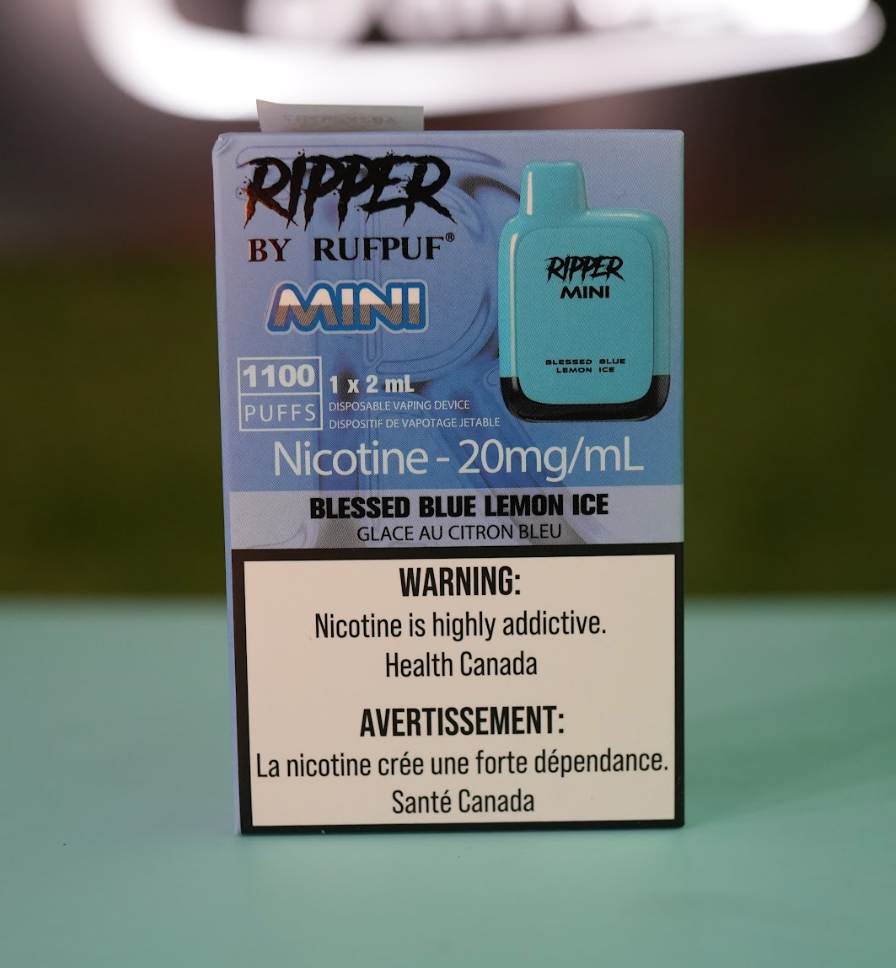 RIPPER
BY RUFPUF®
MINI
1100
PUFFS
1 x 2 mL
DISPOSABLE VAPING DEVICE
DISPOSITIF DE VAPOTAGE JETABLE
RIPPER
MINI
BLESSED BLUE
LEMON ICE
Nicotine - 20mg/mL
BLESSED BLUE LEMON ICE
GLACE AU CITRON BLEU
WARNING:
Nicotine is highly addictive.
Health Canada
AVERTISSEMENT:
La nicotine crée une forte dépendance.
Santé Canada